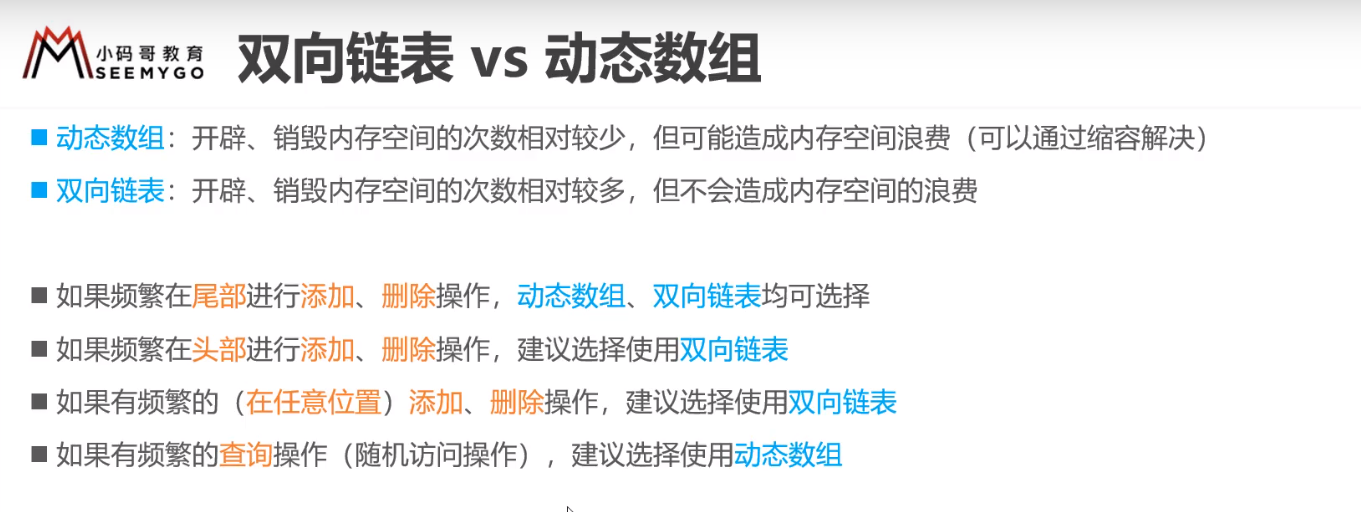 小码哥教育
SEEMYGO
双向链表 vs 动态数组
■ 动态数组：开辟、销毁内存空间的次数相对较少，但可能造成内存空间浪费（可以通过缩容解决）
■ 双向链表：开辟、销毁内存空间的次数相对较多，但不会造成内存空间的浪费
■ 如果频繁在尾部进行添加、删除操作，动态数组、双向链表均可选择
■ 如果频繁在头部进行添加、删除操作，建议选择使用双向链表
■ 如果有频繁的（在任意位置）添加、删除操作，建议选择使用双向链表
■ 如果有频繁的查询操作（随机访问操作），建议选择使用动态数组